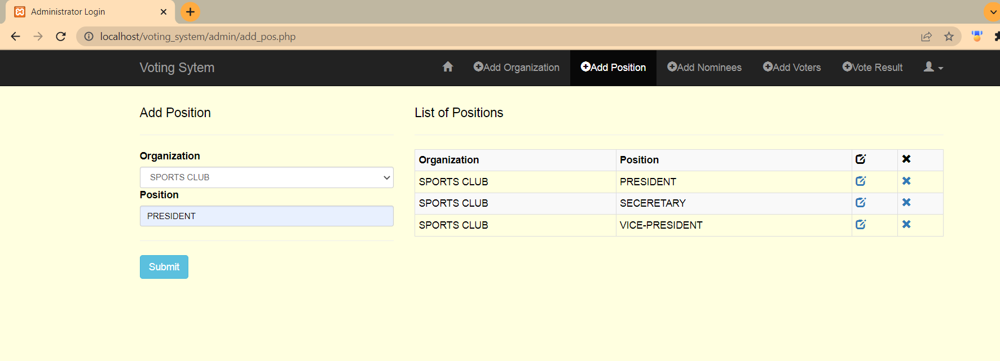 Administrator Login
localhost/voting_system/admin/add_pos.php
Voting Sytem Add Organization Add Position Add Nominees Add Voters Vote Result
Add Position
Organization
SPORTS CLUB
Position
PRESIDENT
Submit
List of Positions
Organization Position
SPORTS CLUB PRESIDENT
SPORTS CLUB SECERETARY
SPORTS CLUB VICE-PRESIDENT